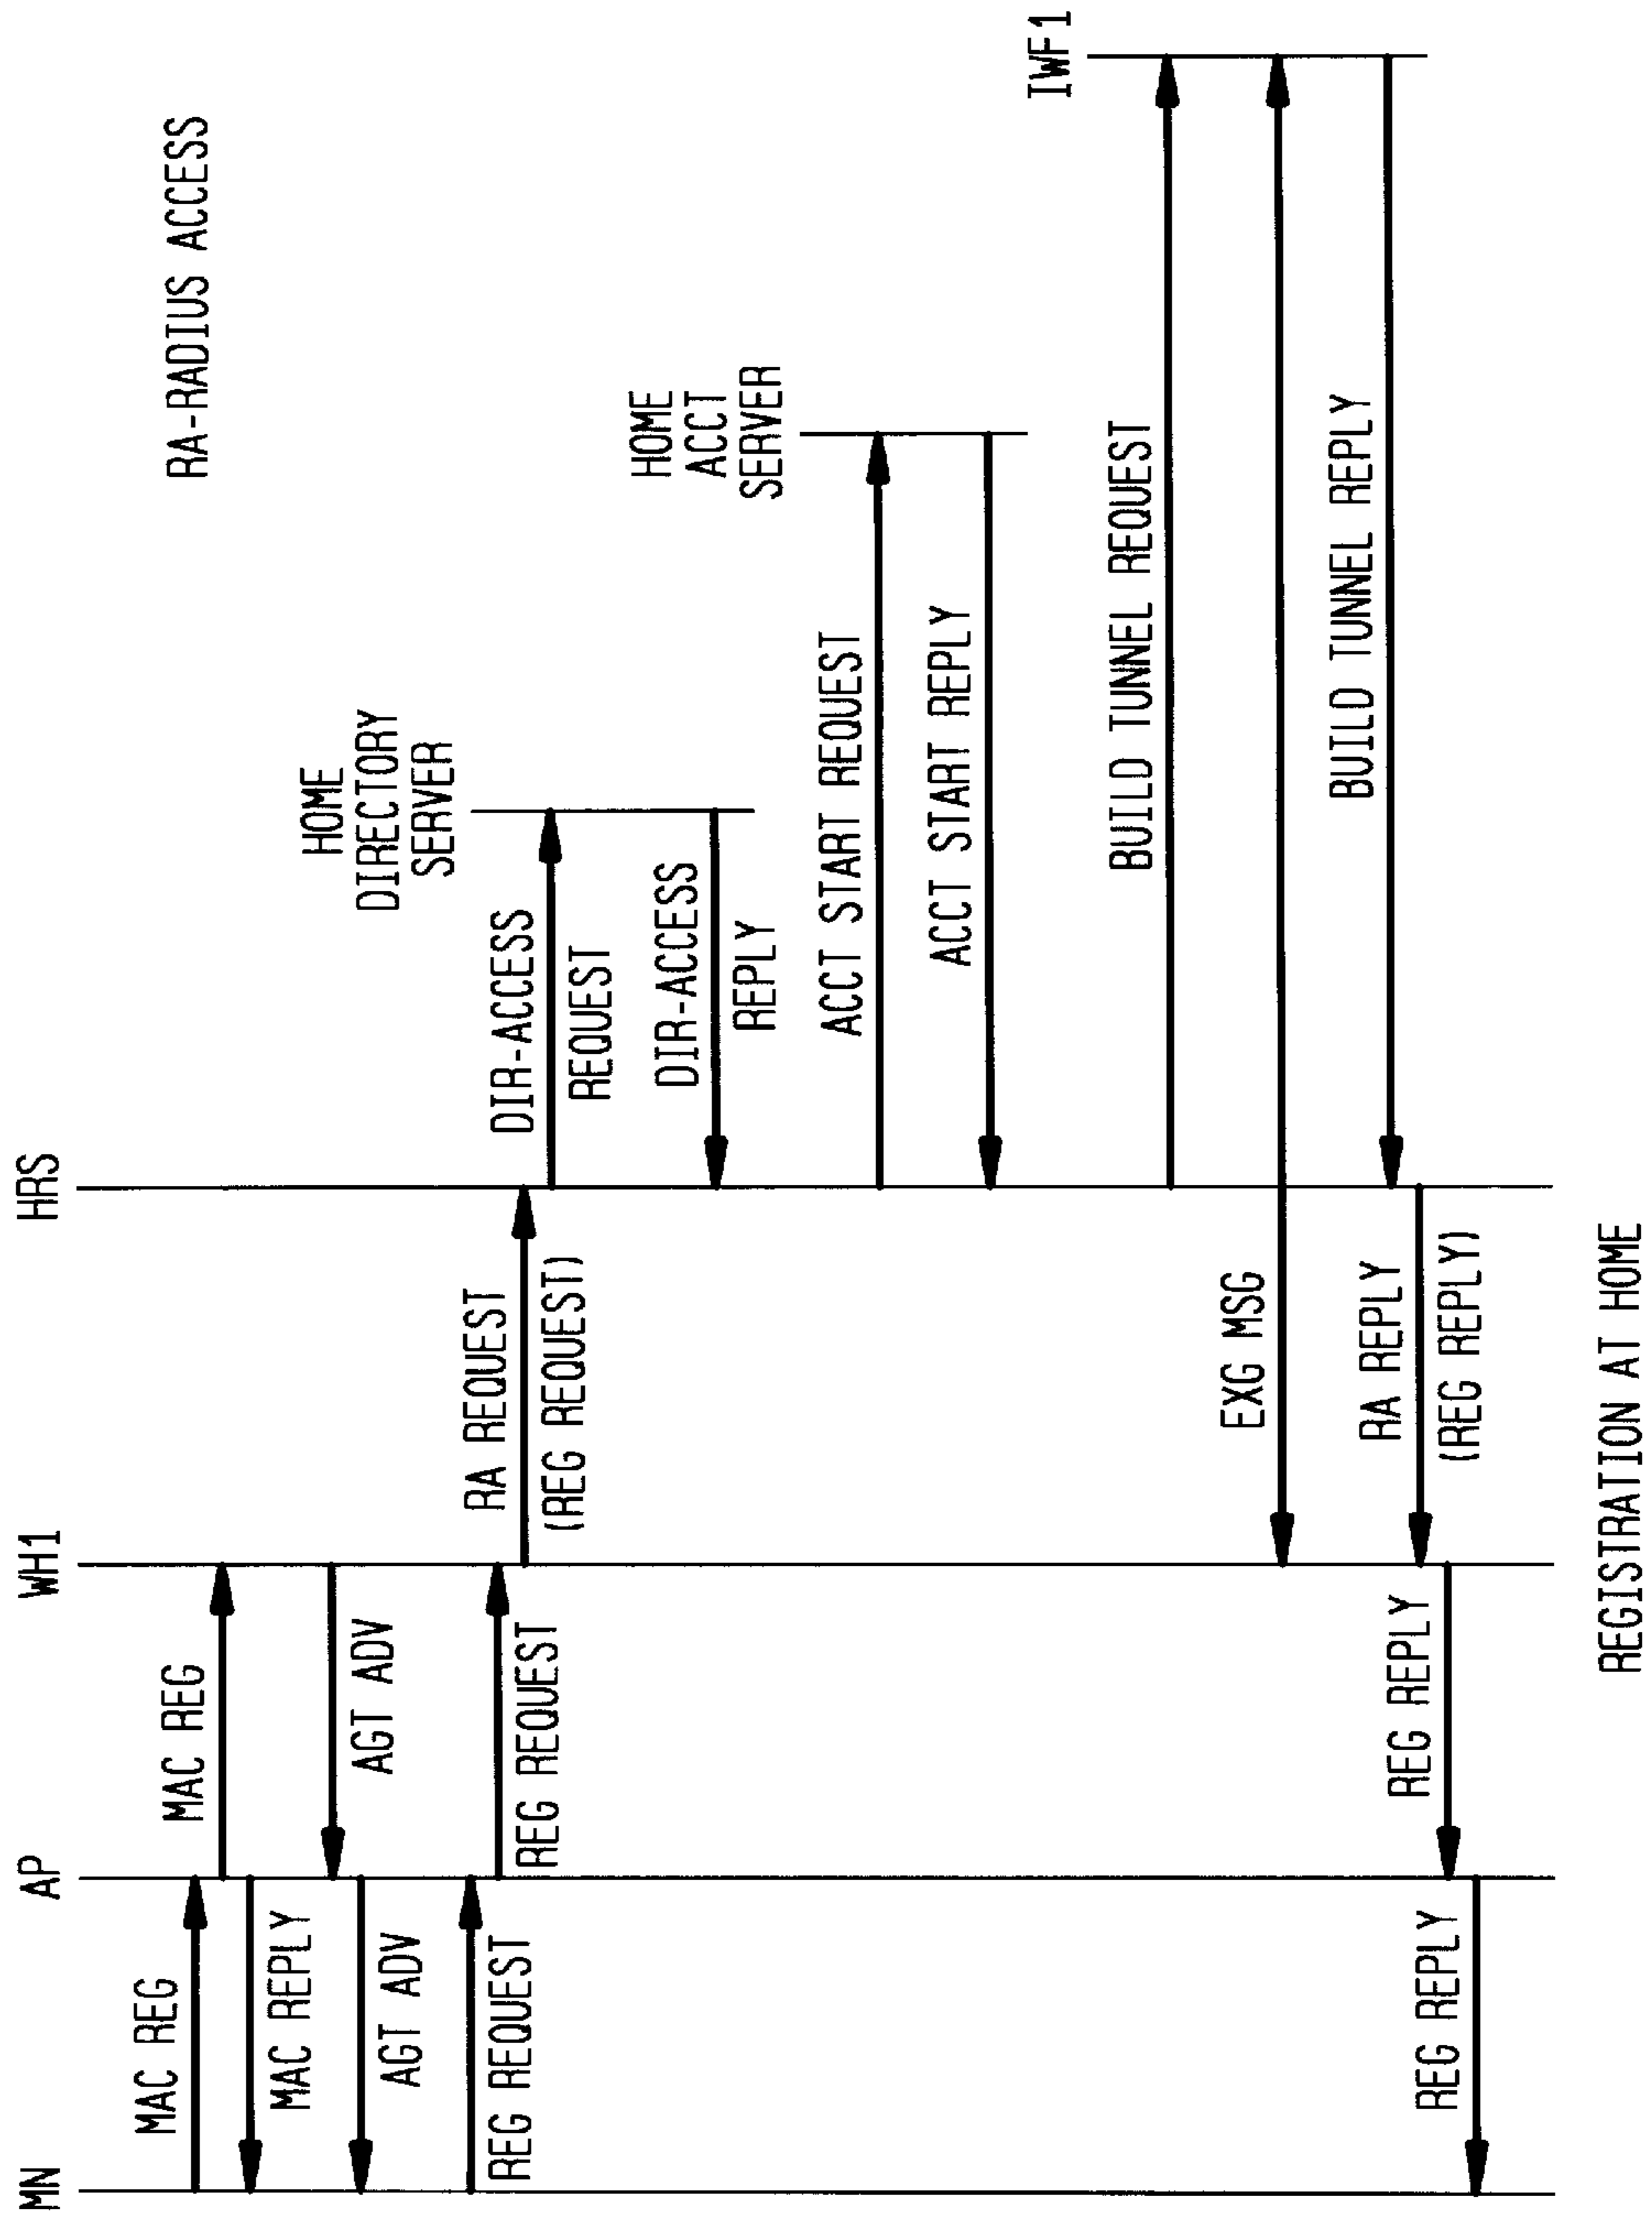 RA-RADIUS ACCESS
MN
AP
WH1
HRS
HOME
DIRECTORY
SERVER
HOME
ACCT
SERVER
IWF1
MAC REG
MAC REG
MAC REPLY
AGT ADV
AGT ADV
REG REQUEST
REG REQUEST
RA REQUEST
(REG REQUEST)
DIR-ACCESS
REQUEST
DIR-ACCESS
REPLY
ACCT START REQUEST
ACCT START REPLY
BUILD TUNNEL REQUEST
EXG MSG
BUILD TUNNEL REPLY
RA REPLY
(REG REPLY)
REG REPLY
REG REPLY
REGISTRATION AT HOME